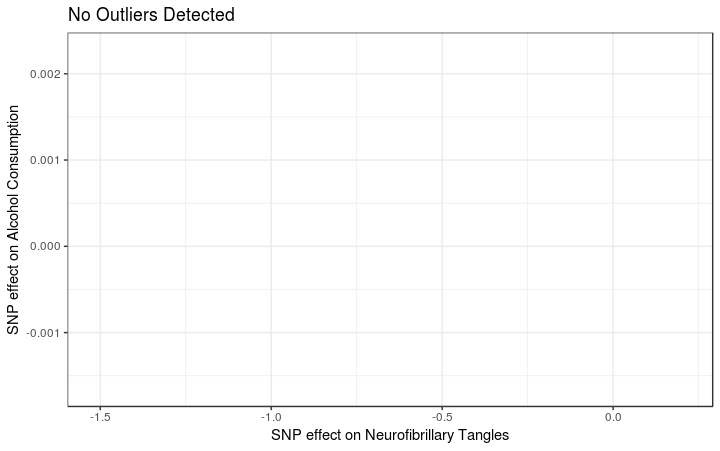 No Outliers Detected
SNP effect on Alcohol Consumption
0.002
0.001
0.000
-0.001
-1.5 -1.0 -0.5 0.0
SNP effect on Neurofibrillary Tangles